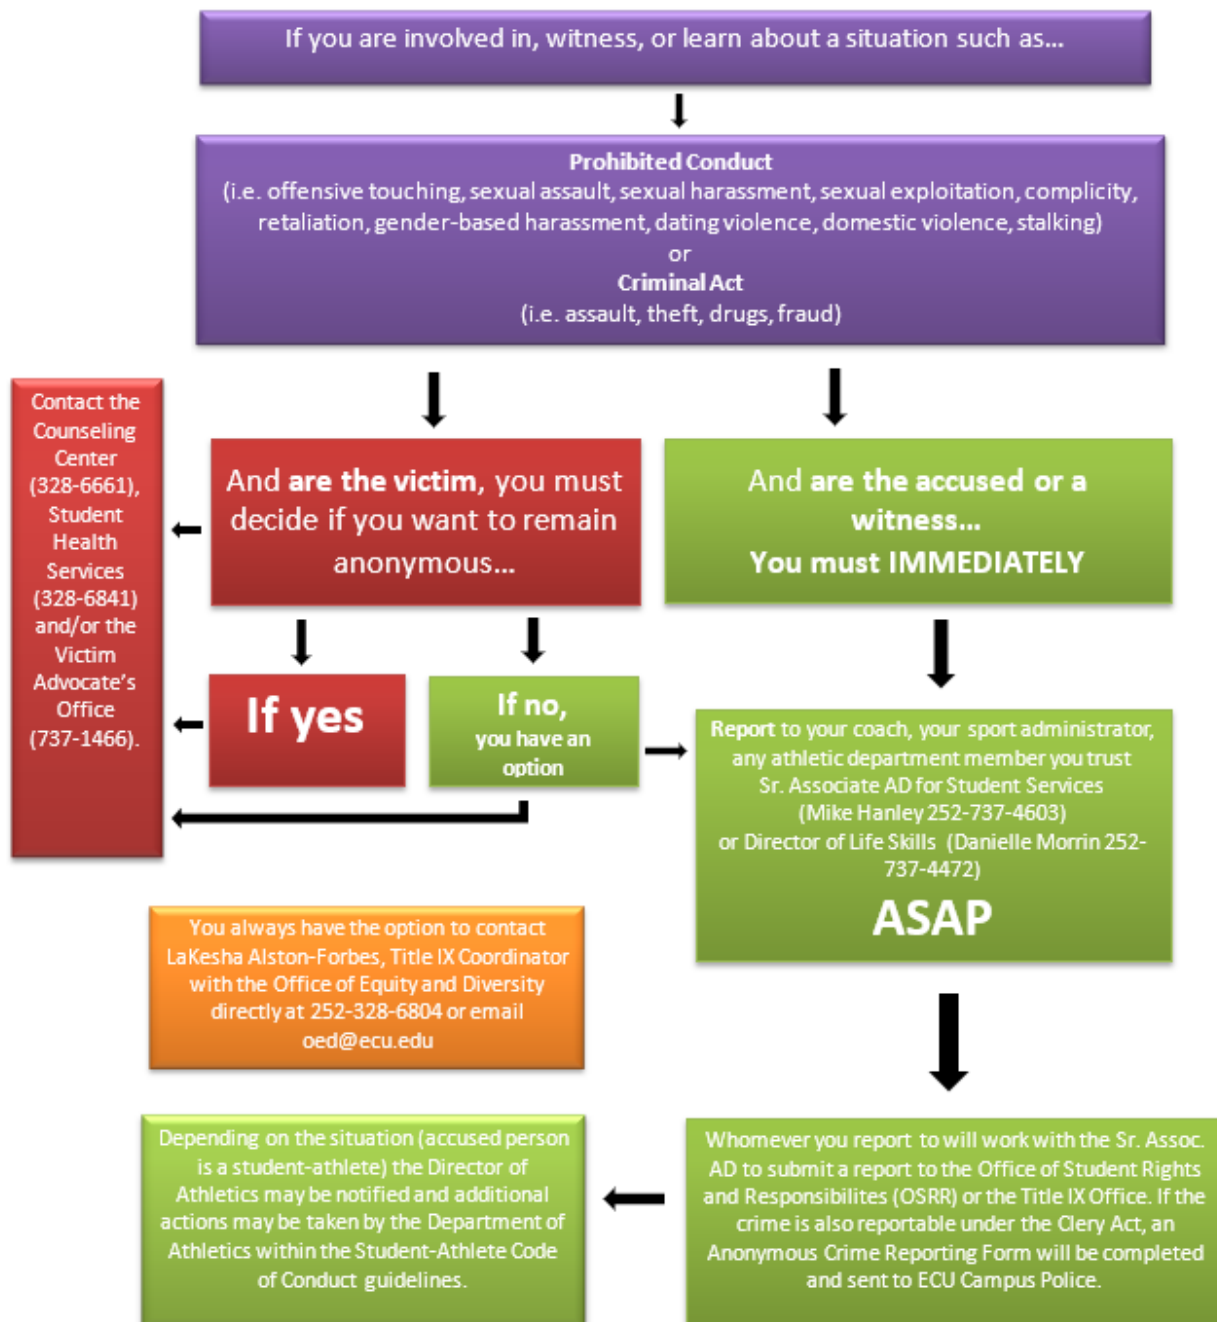 If you are involved in, witness, or learn about a situation such as…
Prohibited Conduct
(i.e. offensive touching, sexual assault, sexual harassment, sexual exploitation, complicity,
retaliation, gender-based harassment, dating violence, domestic violence, stalking)
or
Criminal Act
(i.e. assault, theft, drugs, fraud)
Contact the
Counseling
Center
(328-6661),
Student
Health
Services
(328-6841)
and/or the
Victim
Advocate's
Office
(737-1466).
And are the victim, you must
decide if you want to remain
anonymous…
And are the accused or a
witness…
You must IMMEDIATELY
If yes
If no,
you have an
option
Report to your coach, your sport administrator,
any athletic department member you trust
Sr. Associate AD for Student Services
(Mike Hanley 252-737-4603)
or Director of Life Skills (Danielle Morrin 252-
737-4472)
ASAP
You always have the option to contact
LaKesha Alston-Forbes, Title IX Coordinator
with the Office of Equity and Diversity
directly at 252-328-6804 or email
oed@ecu.edu
Depending on the situation (accused person
is a student-athlete) the Director of
Athletics may be notified and additional
actions may be taken by the Department of
Athletics within the Student-Athlete Code
of Conduct guidelines.
Whomever you report to will work with the Sr. Assoc.
AD to submit a report to the Office of Student Rights
and Responsibilites (OSRR) or the Title IX Office. If the
crime is also reportable under the Clery Act, an
Anonymous Crime Reporting Form will be completed
and sent to ECU Campus Police.